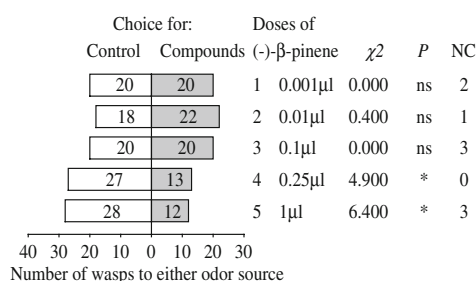 Choice for: Doses of
Control Compounds (-)-β-pinene χ2 P NC
20 20 1 0.001µl 0.000 ns 2
18 22 2 0.01µl 0.400 ns 1
20 20 3 0.1µl 0.000 ns 3
27 13 4 0.25µl 4.900 * 0
28 12 5 1µl 6.400 * 3
40 30 20 10 0 10 20 30
Number of wasps to either odor source